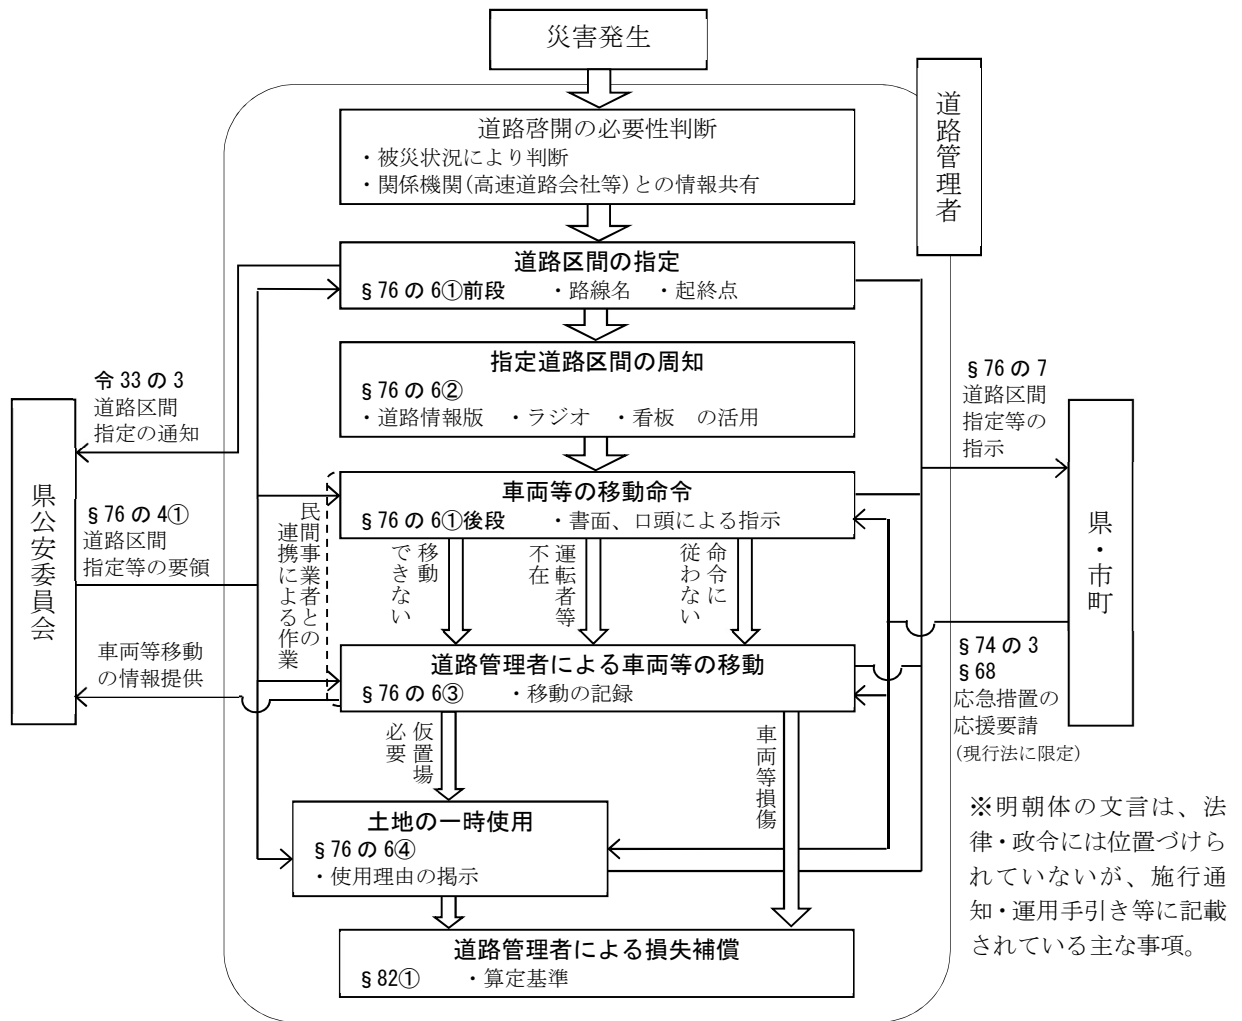 災害発生
道路管理者
道路啓開の必要性判断
・被災状況により判断
・関係機関(高速道路会社等)との情報共有
道路区間の指定
§76の6①前段　・路線名　・起終点
指定道路区間の周知
§76の6②
・道路情報版　・ラジオ　・看板　の活用
令33の3
道路区間
指定の通知
§76の7
道路区間
指定等の
指示
県公安委員会
県・市町
車両等の移動命令
§76の6①後段　・書面、口頭による指示
§76の4①
道路区間
指定等の要領
民間事業者との
連携による作業
移動
できない
運転者等
不在
命令に
従わない
車両等移動
の情報提供
道路管理者による車両等の移動
§76の6③　・移動の記録
§74の3
§68
応急措置の
応援要請
(現行法に限定)
仮置場
必要
車両等損傷
土地の一時使用
§76の6④
・使用理由の掲示
道路管理者による損失補償
§82①　・算定基準
※明朝体の文言は、法
律・政令には位置づけら
れていないが、施行通
知・運用手引き等に記載
されている主な事項。